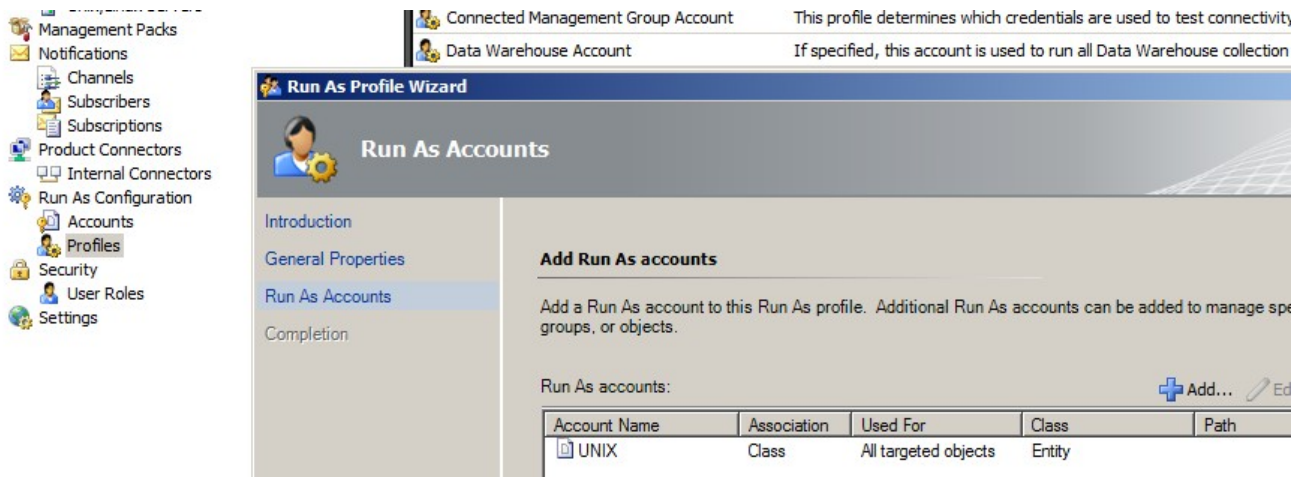 Management Packs
Notifications
Channels
Subscribers
Subscriptions
Product Connectors
Internal Connectors
Run As Configuration
Accounts
Profiles
Security
User Roles
Settings
Connected Management Group Account This profile determines which credentials are used to test connectivity
Data Warehouse Account If specified, this account is used to run all Data Warehouse collection
Run As Profile Wizard
Run As Accounts
Introduction
General Properties
Run As Accounts
Completion
Add Run As accounts
Add a Run As account to this Run As profile. Additional Run As accounts can be added to manage spe
groups, or objects.
Run As accounts:
Add... Ed
Account Name Association Used For Class Path
UNIX Class All targeted objects Entity